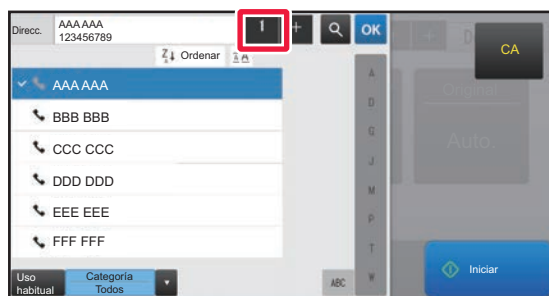 Direcc.
AAA AAA
123456789
1
+
OK
CA
Ordenar
AAA AAA
BBB BBB
CCC CCC
DDD DDD
EEE EEE
FFF FFF
A
D
G
J
M
P
T
W
Original
Auto.
Uso
habitual
Categoría
Todos
ABC
Iniciar